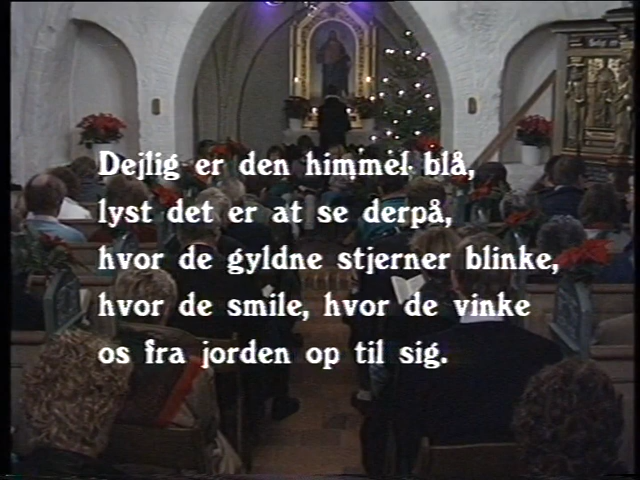 Dejlig er den himmel blå,
lyst det er at se derpå,
hvor de gyldne stjerner blinke,
hvor de smile, hvor de vinke
os fra jorden op til sig.